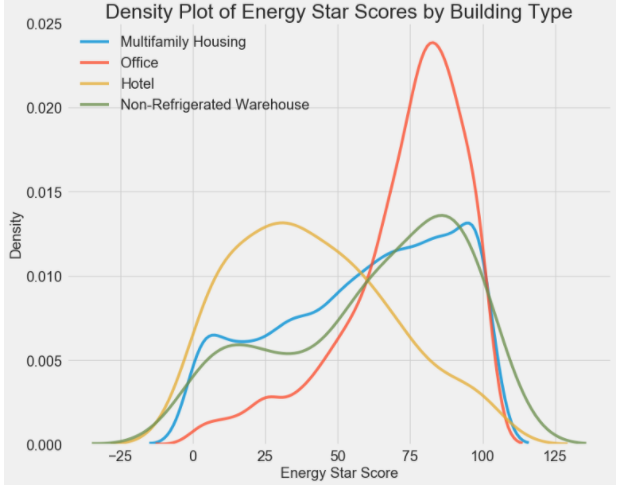 Density Plot of Energy Star Scores by Building Type
0.025
Multifamily Housing
Office
Hotel
Non-Refrigerated Warehouse
0.020
0.015
Density
0.010
0.005
0.000
−25 0 25 50 75 100 125
Energy Star Score